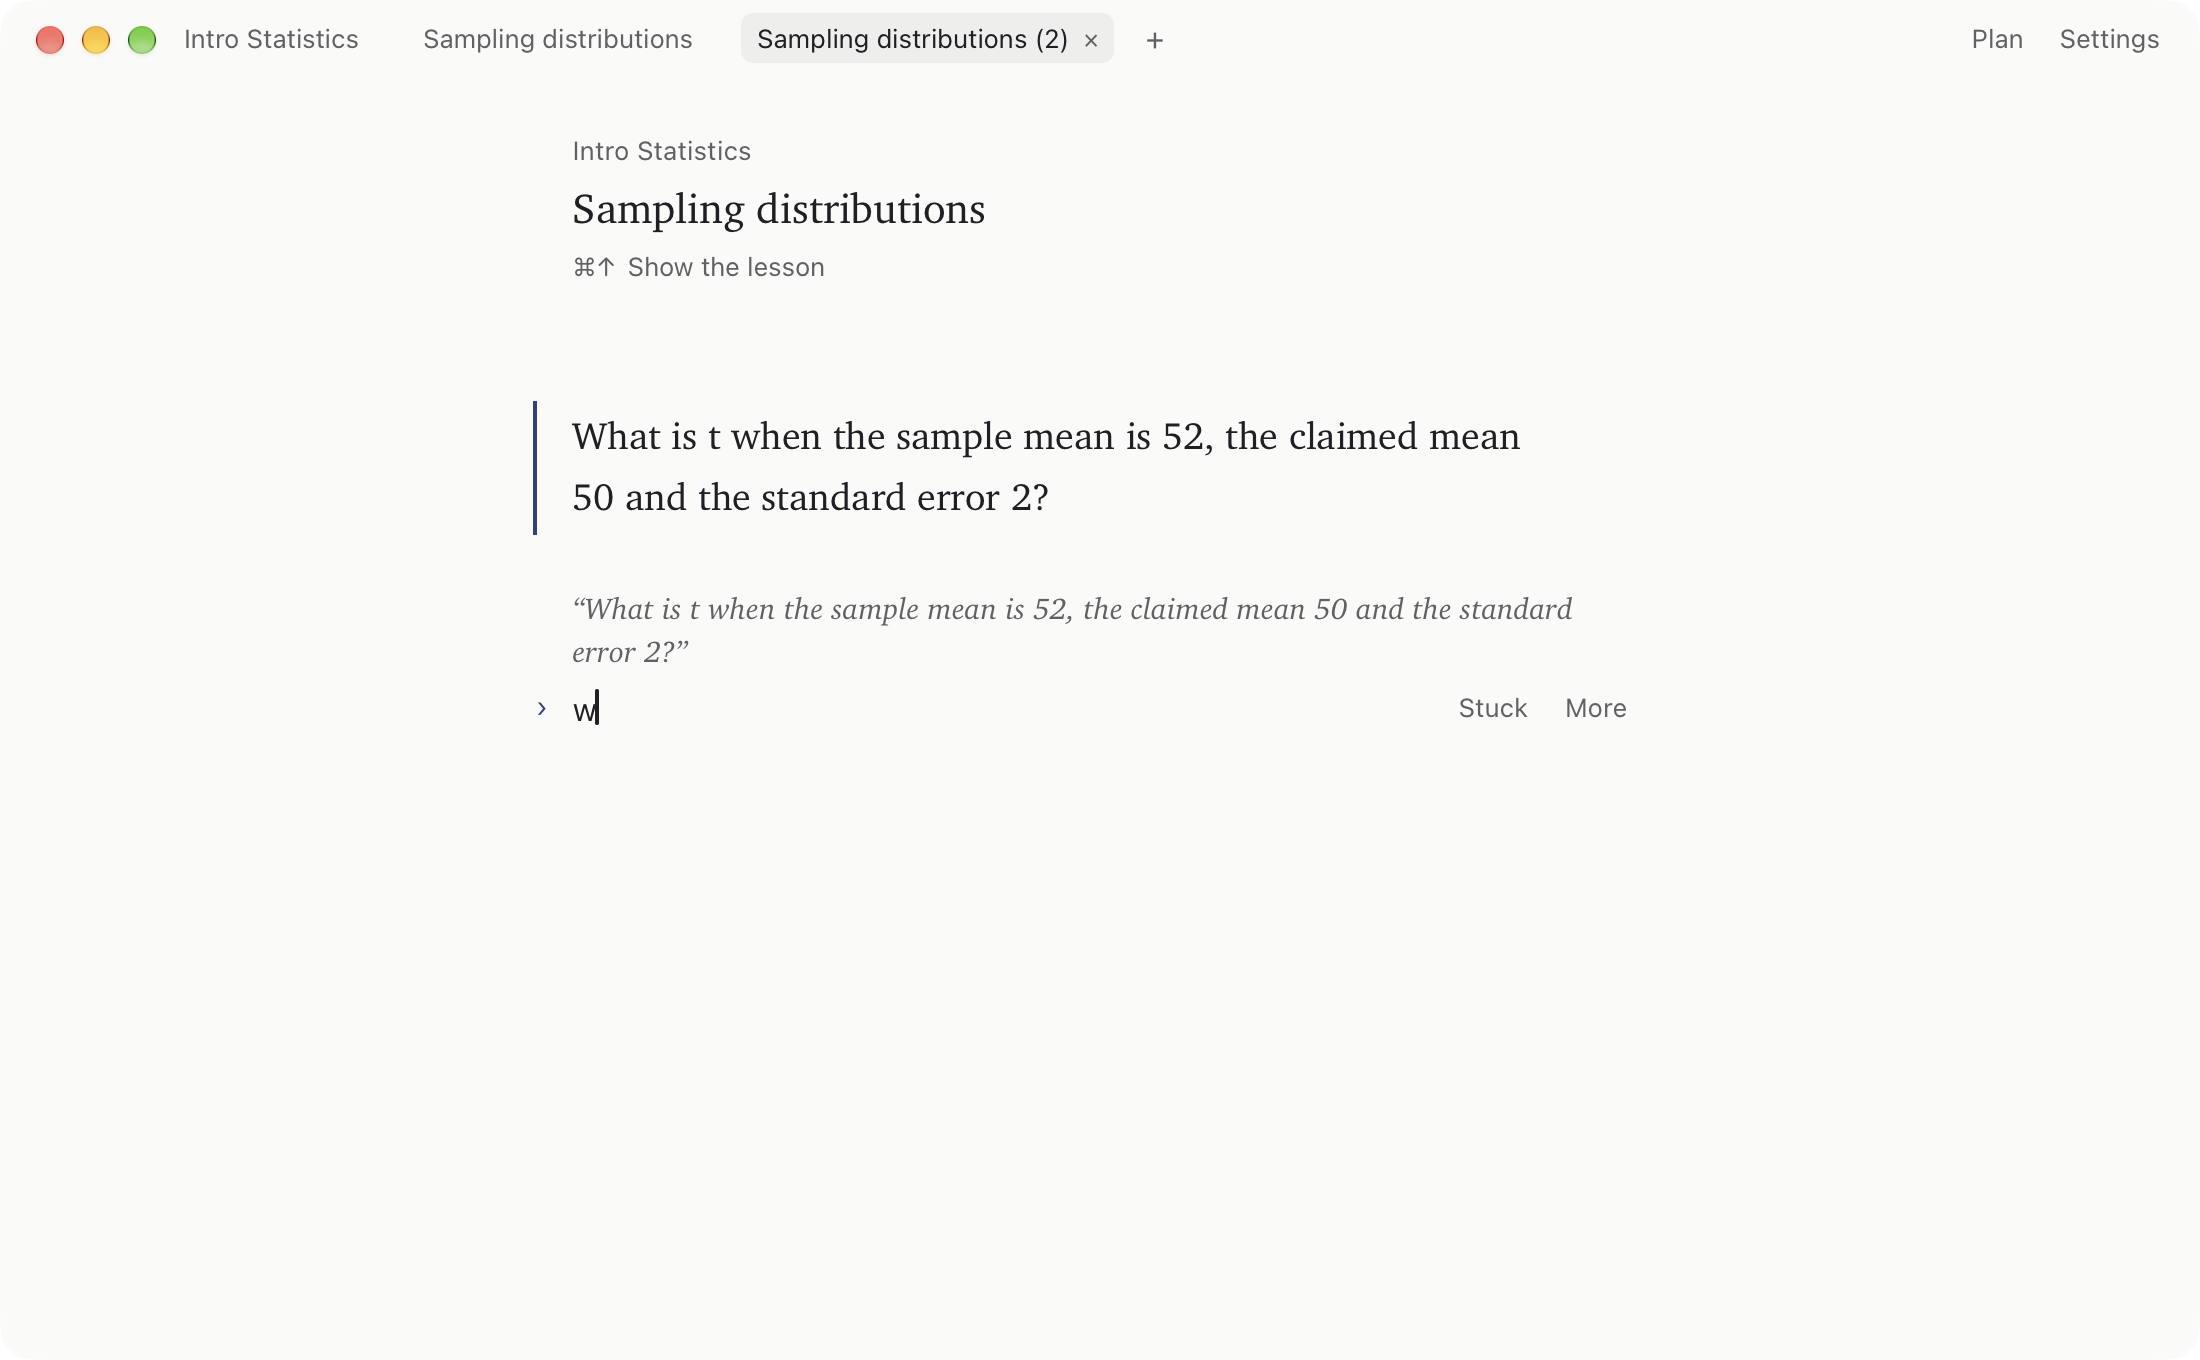 Intro Statistics Sampling distributions Sampling distributions (2) × + Plan Settings
Intro Statistics
Sampling distributions
⌘↑ Show the lesson
What is t when the sample mean is 52, the claimed mean
50 and the standard error 2?
“What is t when the sample mean is 52, the claimed mean 50 and the standard
error 2?”
› w Stuck More